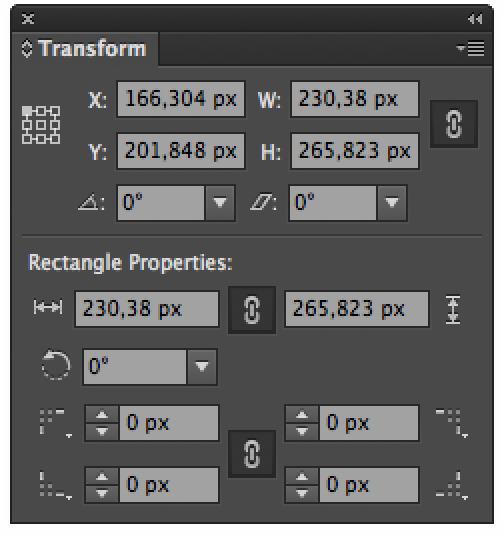 Transform
X: 166,304 px W: 230,38 px
Y: 201,848 px H: 265,823 px
: 0° : 0°
Rectangle Properties:
230,38 px 265,823 px
0°
0 px 0 px
0 px 0 px